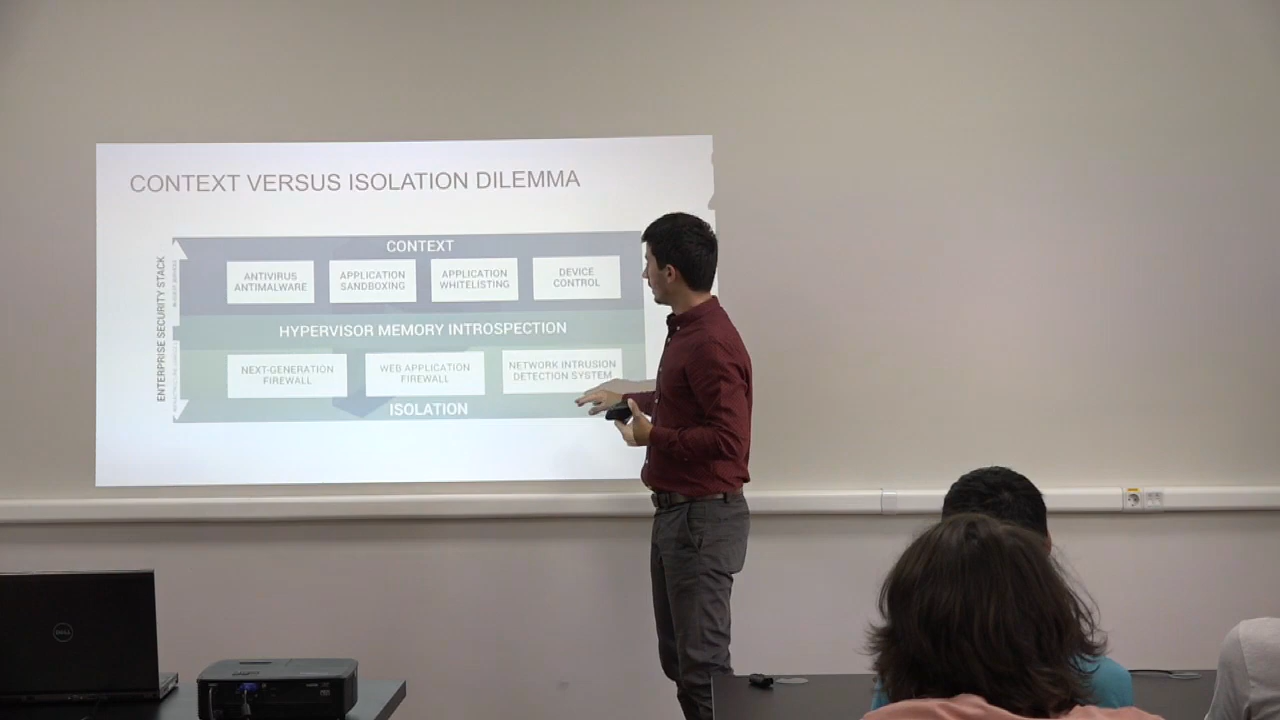 CONTEXT VERSUS ISOLATION DILEMMA
ENTERPRISE SECURITY STACK
CONTEXT
ANTIVIRUS
ANTIMALWARE
APPLICATION
SANDBOXING
APPLICATION
WHITELISTING
DEVICE
CONTROL
HYPERVISOR MEMORY INTROSPECTION
NEXT-GENERATION
FIREWALL
WEB APPLICATION
FIREWALL
NETWORK INTRUSION
DETECTION SYSTEM
ISOLATION
DELL